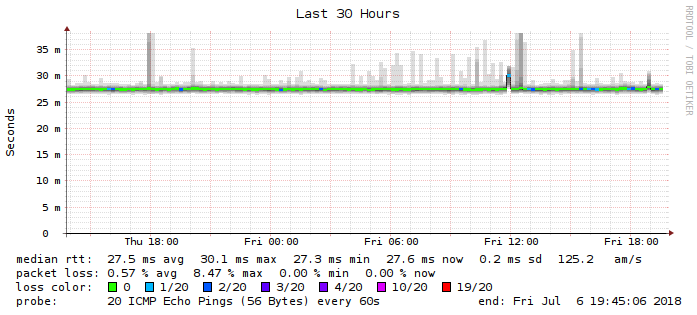 Last 30 Hours
RRDTOOL / TOBI OETIKER
Seconds
35 m
30 m
25 m
20 m
15 m
10 m
5 m
0
Thu 18:00 Fri 00:00 Fri 06:00 Fri 12:00 Fri 18:00
median rtt: 27.5 ms avg 30.1 ms max 27.3 ms min 27.6 ms now 0.2 ms sd 125.2 am/s
packet loss: 0.57 % avg 8.47 % max 0.00 % min 0.00 % now
loss color: 0 1/20 2/20 3/20 4/20 10/20 19/20
probe: 20 ICMP Echo Pings (56 Bytes) every 60s end: Fri Jul 6 19:45:06 2018